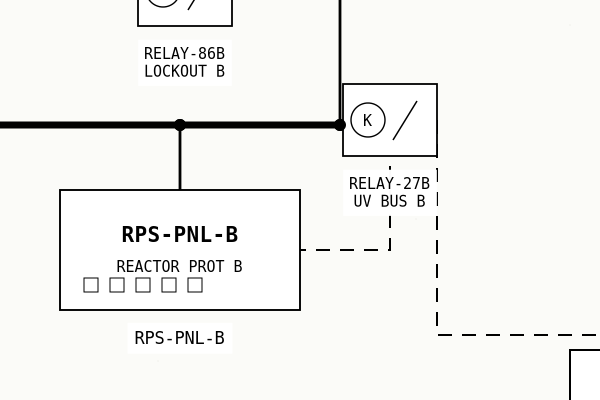 RELAY-86B
LOCKOUT B
K
RELAY-27B
UV BUS B
RPS-PNL-B
REACTOR PROT B
RPS-PNL-B